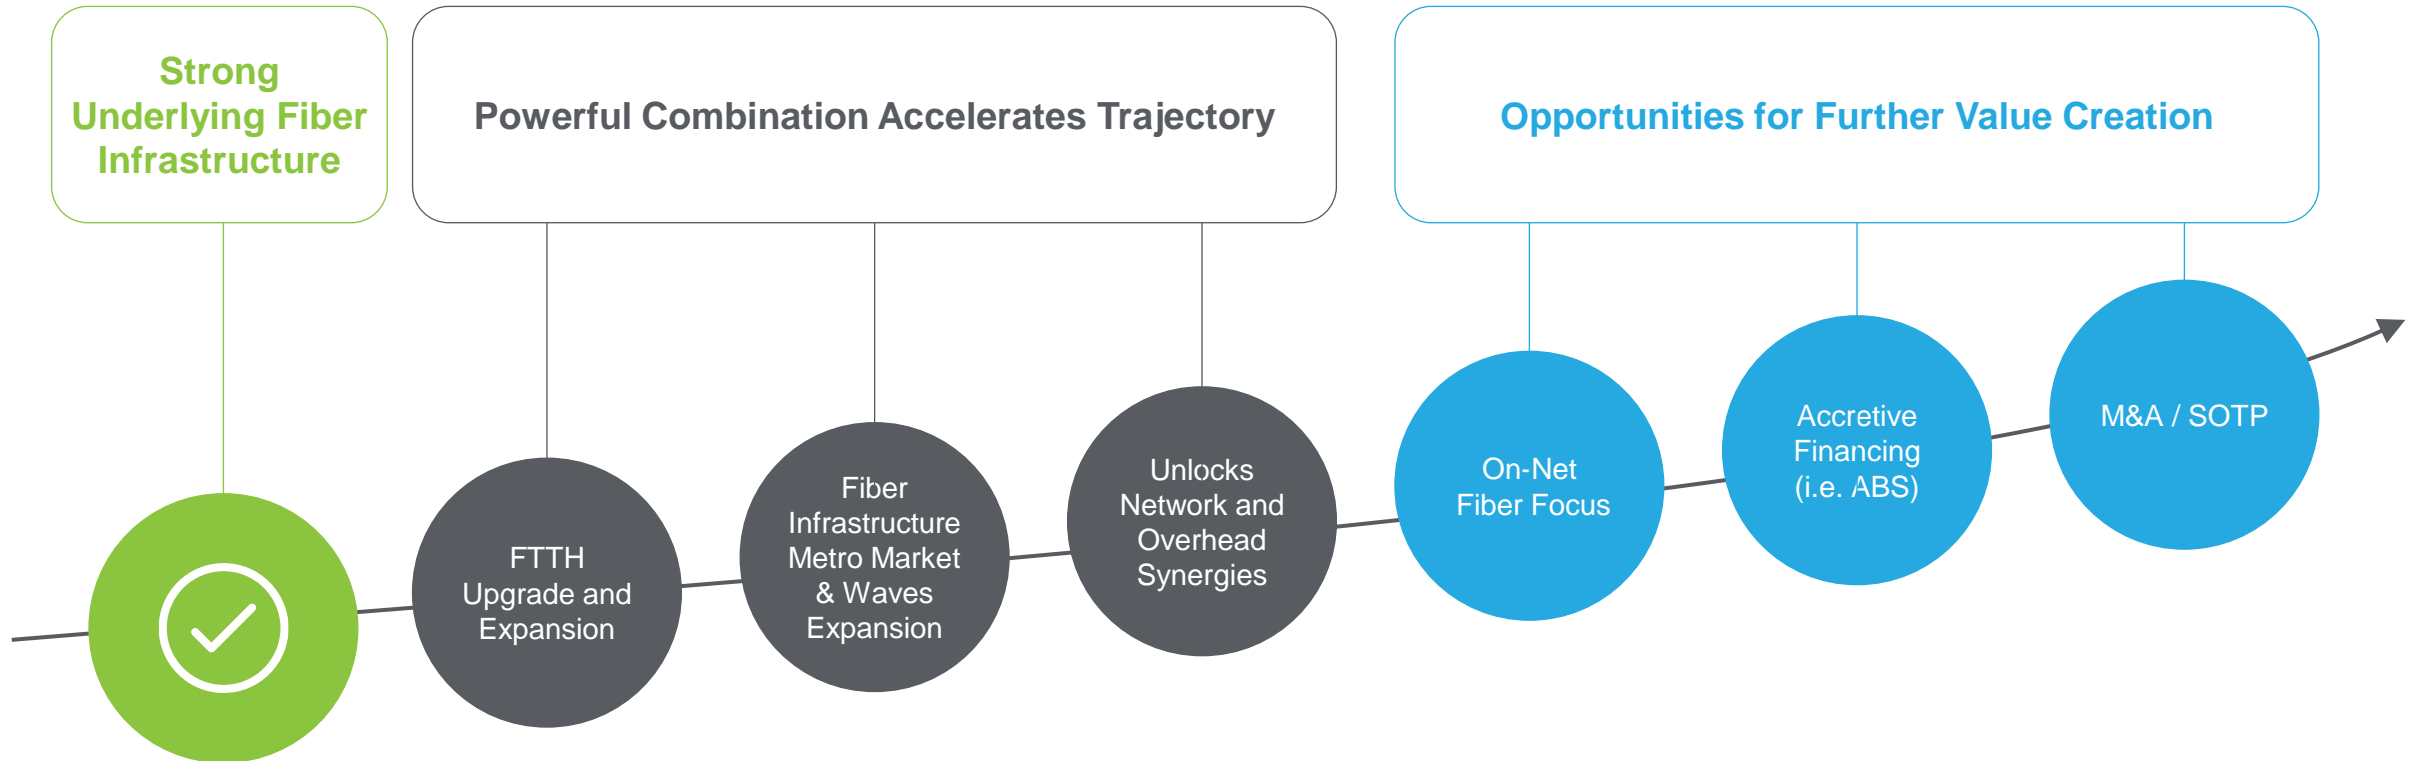 Strong
Underlying Fiber
Infrastructure
Powerful Combination Accelerates Trajectory
Opportunities for Further Value Creation
FTTH
Upgrade and
Expansion
Fiber
Infrastructure
Metro Market
& Waves
Expansion
Unlocks
Network and
Overhead
Synergies
On-Net
Fiber Focus
Accretive
Financing
(i.e. ABS)
M&A / SOTP